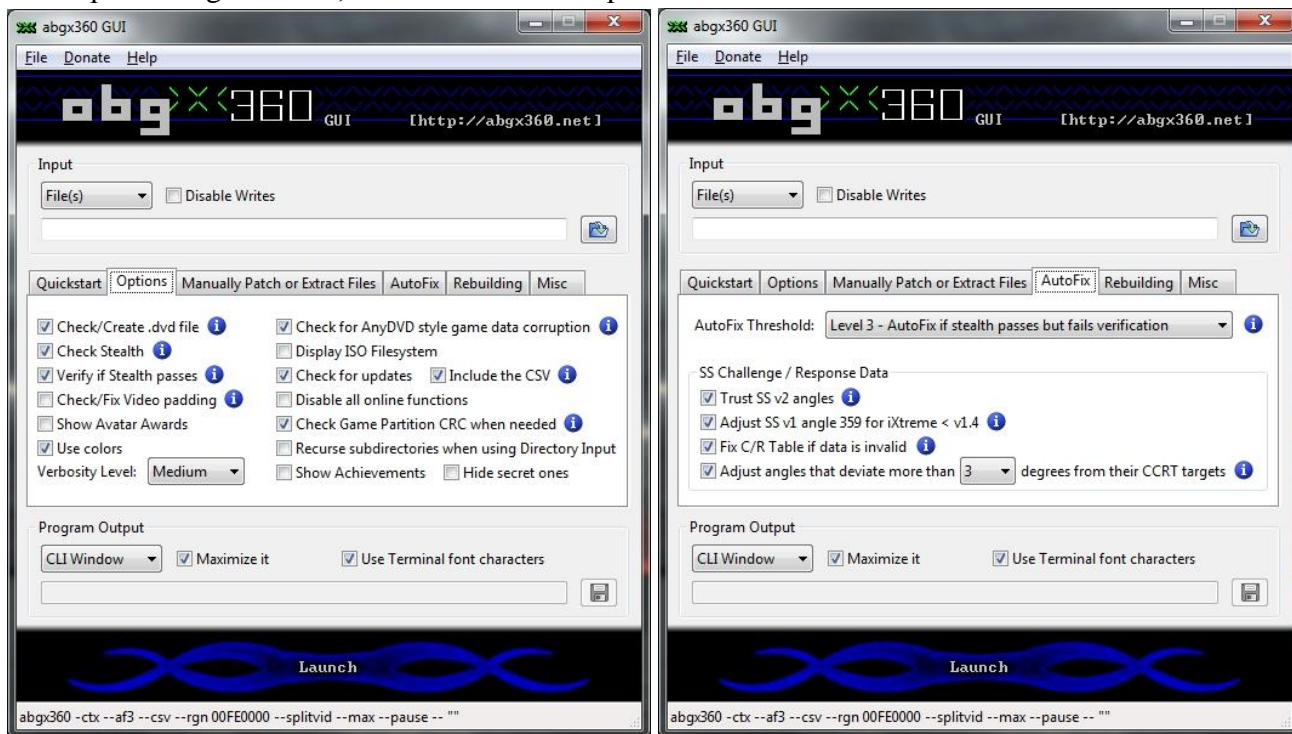 abgx360 GUI
File Donate Help
abgx360 GUI [http://abgx360.net]
Input
File(s) Disable Writes
Quickstart Options Manually Patch or Extract Files AutoFix Rebuilding Misc
Check/Create .dvd file Check for AnyDVD style game data corruption
Check Stealth Display ISO Filesystem
Verify if Stealth passes Check for updates Include the CSV
Check/Fix Video padding Disable all online functions
Show Avatar Awards Check Game Partition CRC when needed
Use colors Recurse subdirectories when using Directory Input
Verbosity Level: Medium Show Achievements Hide secret ones
Program Output
CLI Window Maximize it Use Terminal font characters
Launch
abgx360 -ctx --af3 --csv --rgn 00FE0000 --splitvid --max --pause -- ""
abgx360 GUI
File Donate Help
abgx360 GUI [http://abgx360.net]
Input
File(s) Disable Writes
Quickstart Options Manually Patch or Extract Files AutoFix Rebuilding Misc
AutoFix Threshold: Level 3 - AutoFix if stealth passes but fails verification
SS Challenge / Response Data
Trust SS v2 angles
Adjust SS v1 angle 359 for iXtreme < v1.4
Fix C/R Table if data is invalid
Adjust angles that deviate more than 3 degrees from their CCRT targets
Program Output
CLI Window Maximize it Use Terminal font characters
Launch
abgx360 -ctx --af3 --csv --rgn 00FE0000 --splitvid --max --pause -- ""